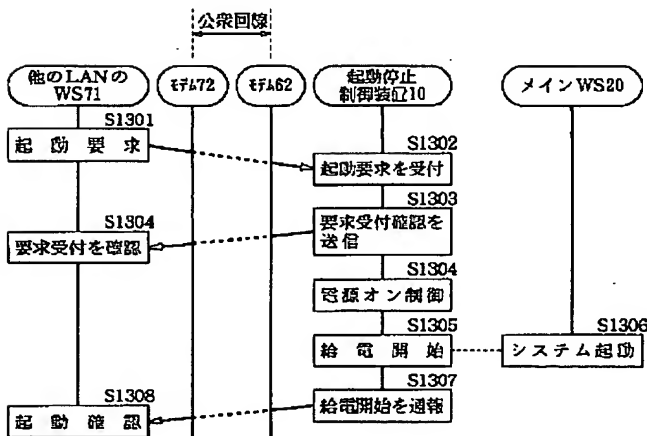 公衆回線
他のLANの
WS71
モデム72
モデム62
起動停止
制御装置10
メインWS20
S1301
起動要求
S1302
起動要求を受付
S1303
要求受付確認を
送信
S1304
要求受付を確認
S1304
電源オン制御
S1305
給電開始
S1306
システム起動
S1307
給電開始を通報
S1308
起動確認